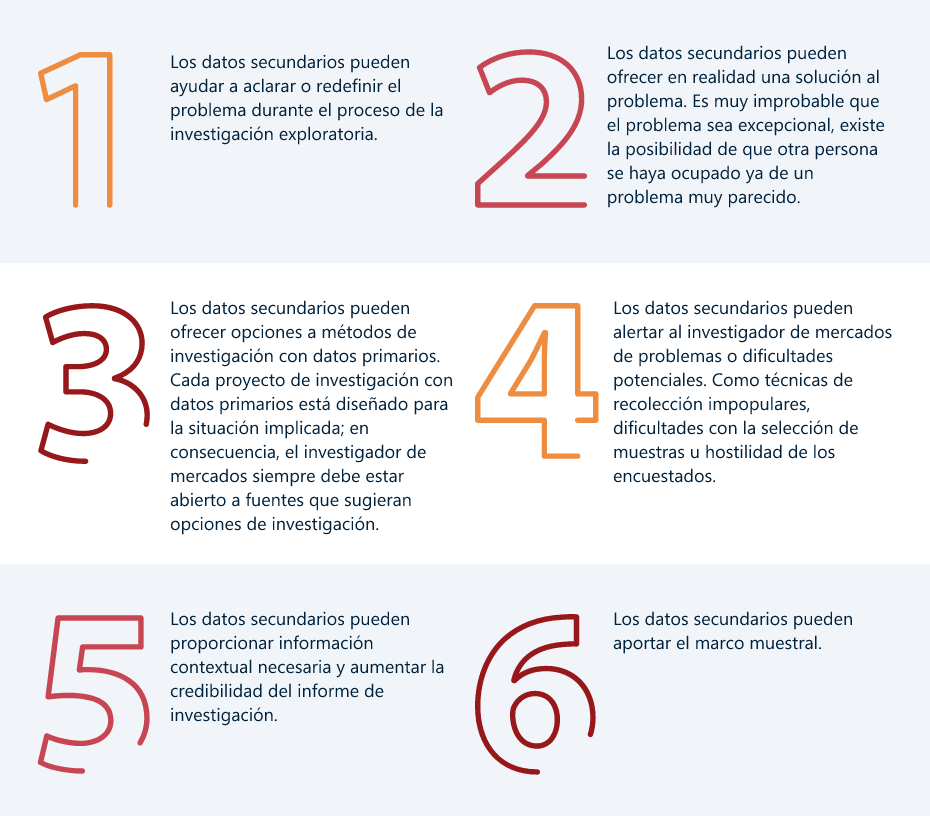 1
Los datos secundarios pueden
ayudar a aclarar o redefinir el
problema durante el proceso de la
investigación exploratoria.
2
Los datos secundarios pueden
ofrecer en realidad una solución al
problema. Es muy improbable que
el problema sea excepcional, existe
la posibilidad de que otra persona
se haya ocupado ya de un
problema muy parecido.
3
Los datos secundarios pueden
ofrecer opciones a métodos de
investigación con datos primarios.
Cada proyecto de investigación con
datos primarios está diseñado para
la situación implicada; en
consecuencia, el investigador de
mercados siempre debe estar
abierto a fuentes que sugieran
opciones de investigación.
4
Los datos secundarios pueden
alertar al investigador de mercados
de problemas o dificultades
potenciales. Como técnicas de
recolección impopulares,
dificultades con la selección de
muestras u hostilidad de los
encuestados.
5
Los datos secundarios pueden
proporcionar información
contextual necesaria y aumentar la
credibilidad del informe de
investigación.
6
Los datos secundarios pueden
aportar el marco muestral.